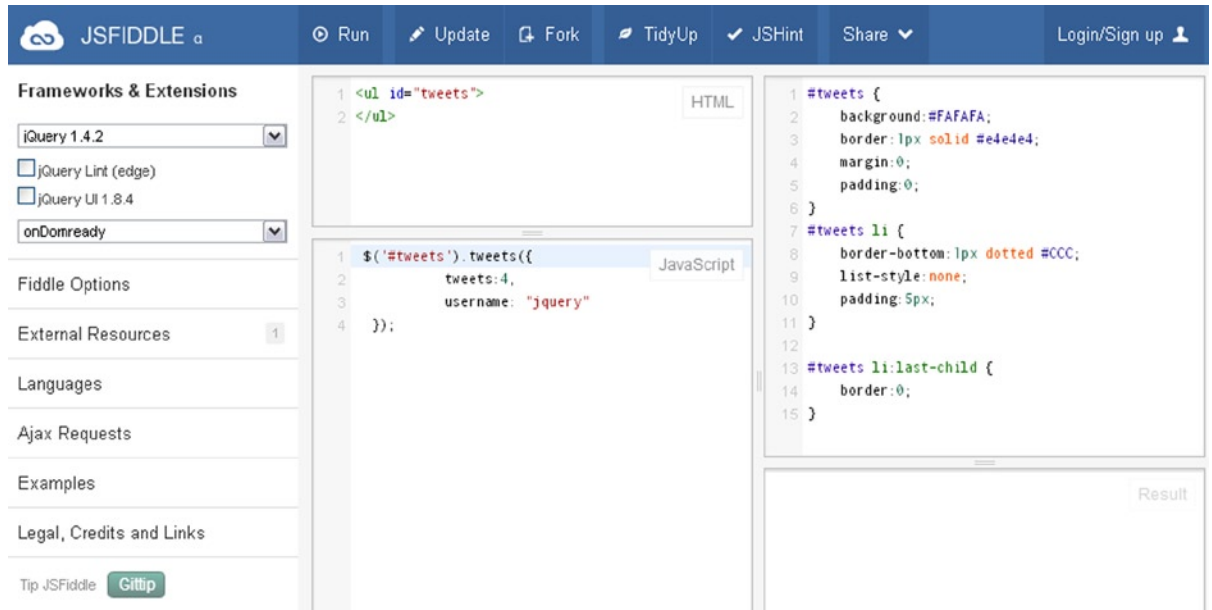 JSFIDDLE α
Run Update Fork TidyUp JSHint Share Login/Sign up
Frameworks & Extensions
jQuery 1.4.2
jQuery Lint (edge)
jQuery UI 1.8.4
onDomready
Fiddle Options
External Resources 1
Languages
Ajax Requests
Examples
Legal, Credits and Links
Tip JSFiddle Gittip
HTML
1 <ul id="tweets">
2 </ul>
JavaScript
1 $('#tweets').tweets({
2 tweets:4,
3 username: "jquery"
4 });
1 #tweets {
2 background:#FAFAFA;
3 border:1px solid #e4e4e4;
4 margin:0;
5 padding:0;
6 }
7 #tweets li {
8 border-bottom:1px dotted #CCC;
9 list-style:none;
10 padding:5px;
11 }
12
13 #tweets li:last-child {
14 border:0;
15 }
Result